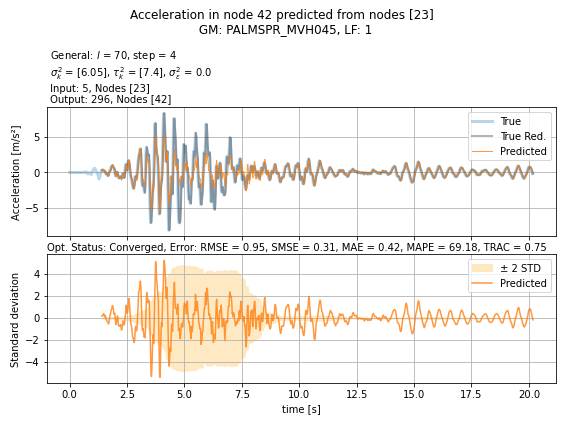 Acceleration in node 42 predicted from nodes [23]
GM: PALMSPR_MVH045, LF: 1
General: l = 70, step = 4
σ²ₖ = [6.05], τ²ₖ = [7.4], σ²ε = 0.0
Input: 5, Nodes [23]
Output: 296, Nodes [42]
Acceleration [m/s²]
5
0
−5
True
True Red.
Predicted
Opt. Status: Converged, Error: RMSE = 0.95, SMSE = 0.31, MAE = 0.42, MAPE = 69.18, TRAC = 0.75
Standard deviation
4
2
0
−2
−4
± 2 STD
Predicted
0.0 2.5 5.0 7.5 10.0 12.5 15.0 17.5 20.0
time [s]